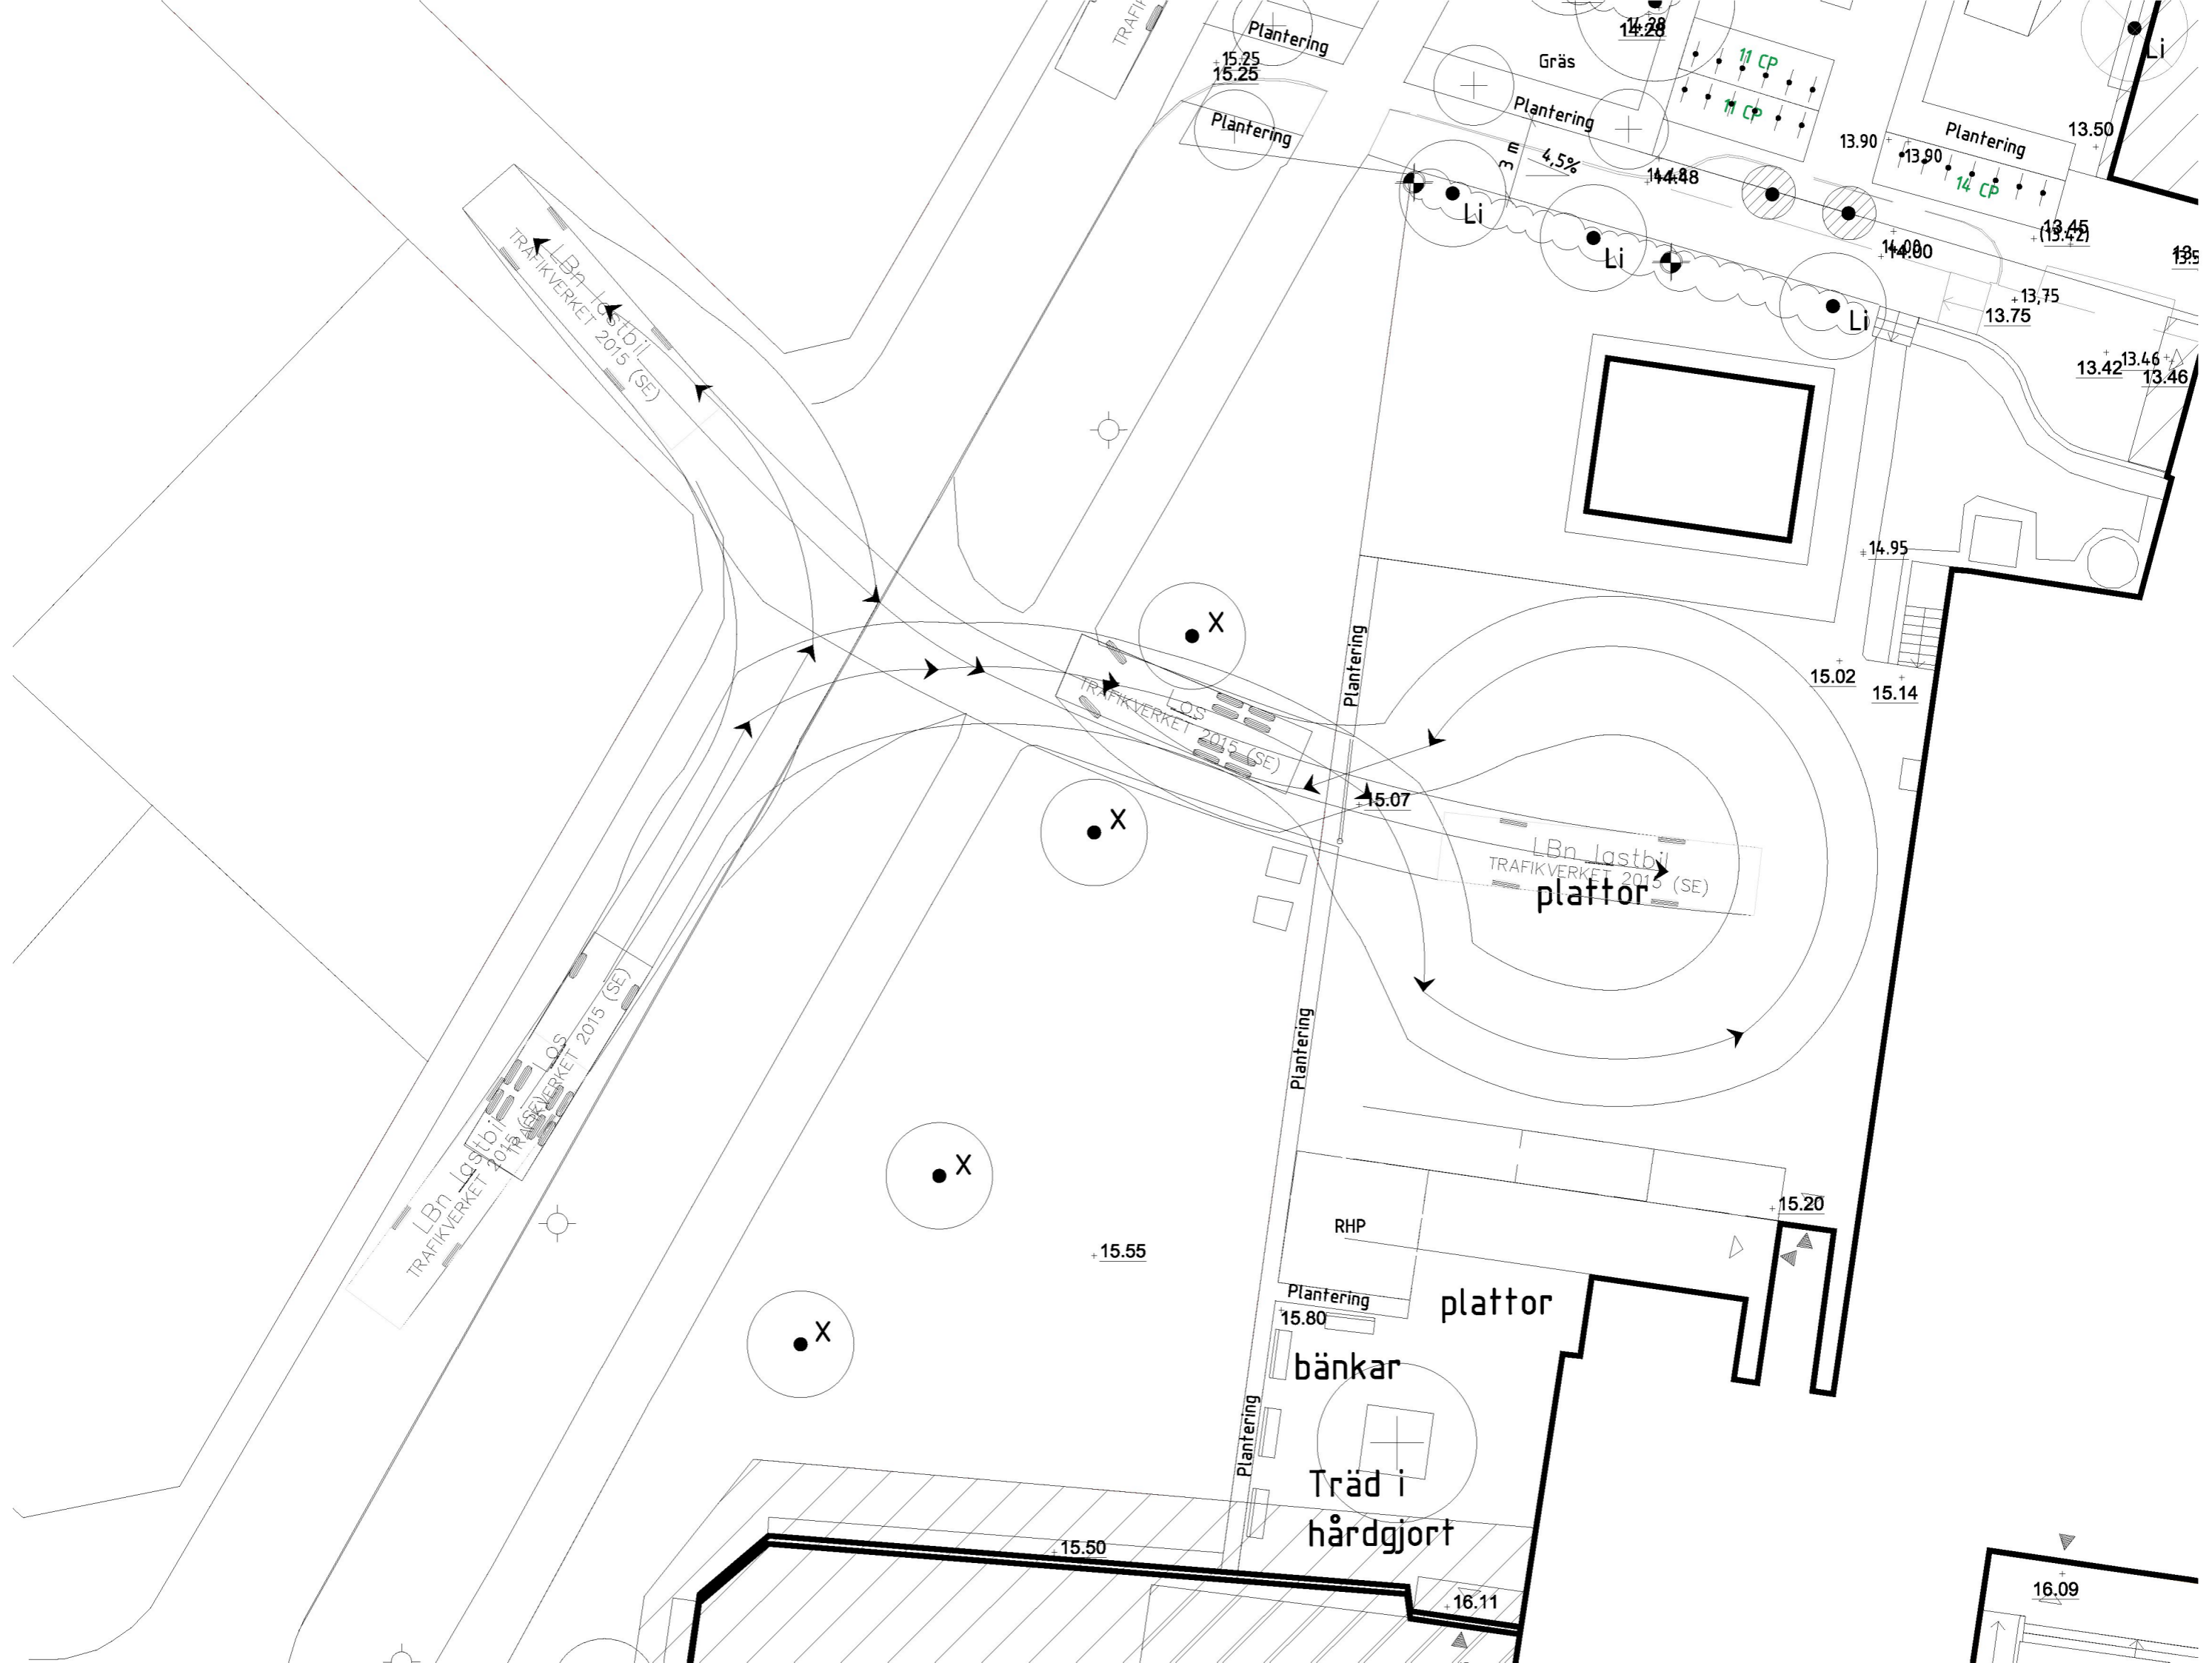 TRAFIK
Plantering
15.25
15.25
Plantering
Gräs
Plantering
14.28
14.28
11 CP
11 CP
3 m
4,5%
14.48
Li
Li
Li
Li
13.90
13.90
Plantering
13.50
14 CP
13.45
(13.42)
14.00
14.00
13,75
13.75
13.46
13.42
13.46
LBn lastbil
TRAFIKVERKET 2015 (SE)
14.95
X
Plantering
15.02
15.14
LOS
TRAFIKVERKET 2015 (SE)
15.07
X
LBn lastbil
TRAFIKVERKET 2015 (SE)
plattor
LOS
TRAFIKVERKET 2015 (SE)
LBn lastbil
TRAFIKVERKET 2015 (SE)
Plantering
X
15.55
RHP
15.20
Plantering
15.80
plattor
X
bänkar
Plantering
Träd i
hårdgjort
15.50
16.11
16.09